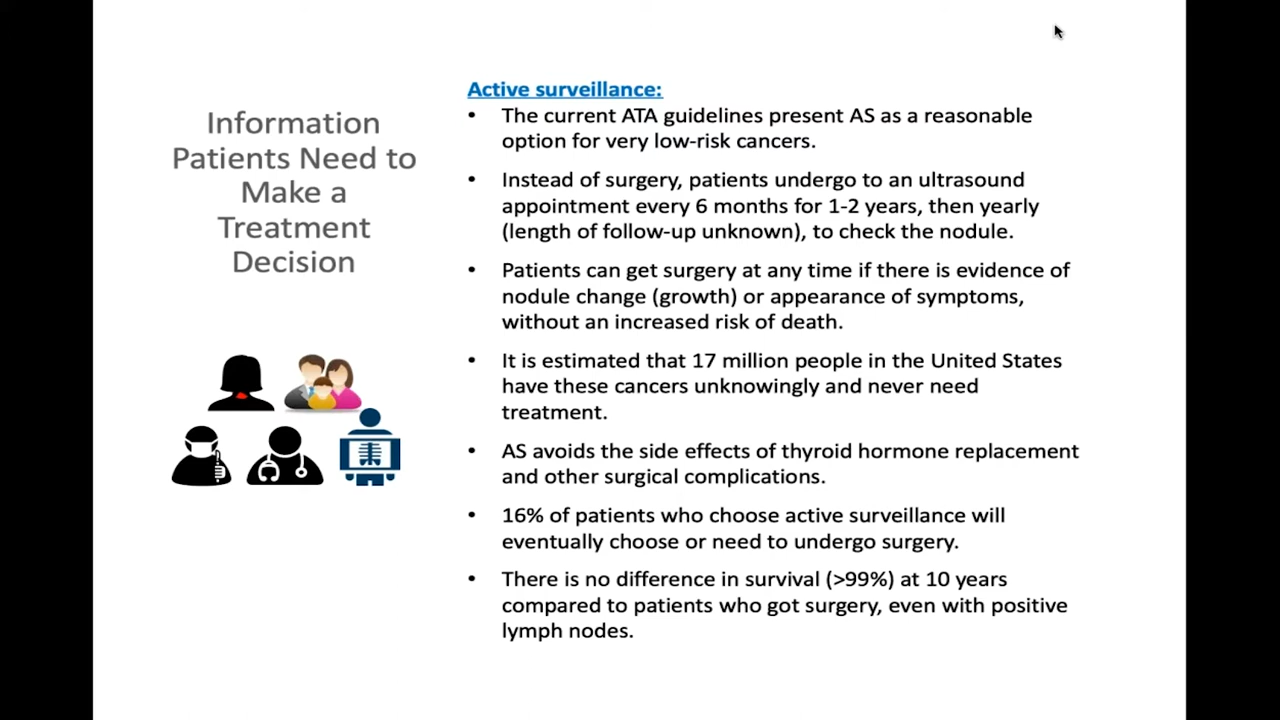 Information
Patients Need to
Make a
Treatment
Decision
Active surveillance:
• The current ATA guidelines present AS as a reasonable
option for very low-risk cancers.
• Instead of surgery, patients undergo to an ultrasound
appointment every 6 months for 1-2 years, then yearly
(length of follow-up unknown), to check the nodule.
• Patients can get surgery at any time if there is evidence of
nodule change (growth) or appearance of symptoms,
without an increased risk of death.
• It is estimated that 17 million people in the United States
have these cancers unknowingly and never need
treatment.
• AS avoids the side effects of thyroid hormone replacement
and other surgical complications.
• 16% of patients who choose active surveillance will
eventually choose or need to undergo surgery.
• There is no difference in survival (>99%) at 10 years
compared to patients who got surgery, even with positive
lymph nodes.